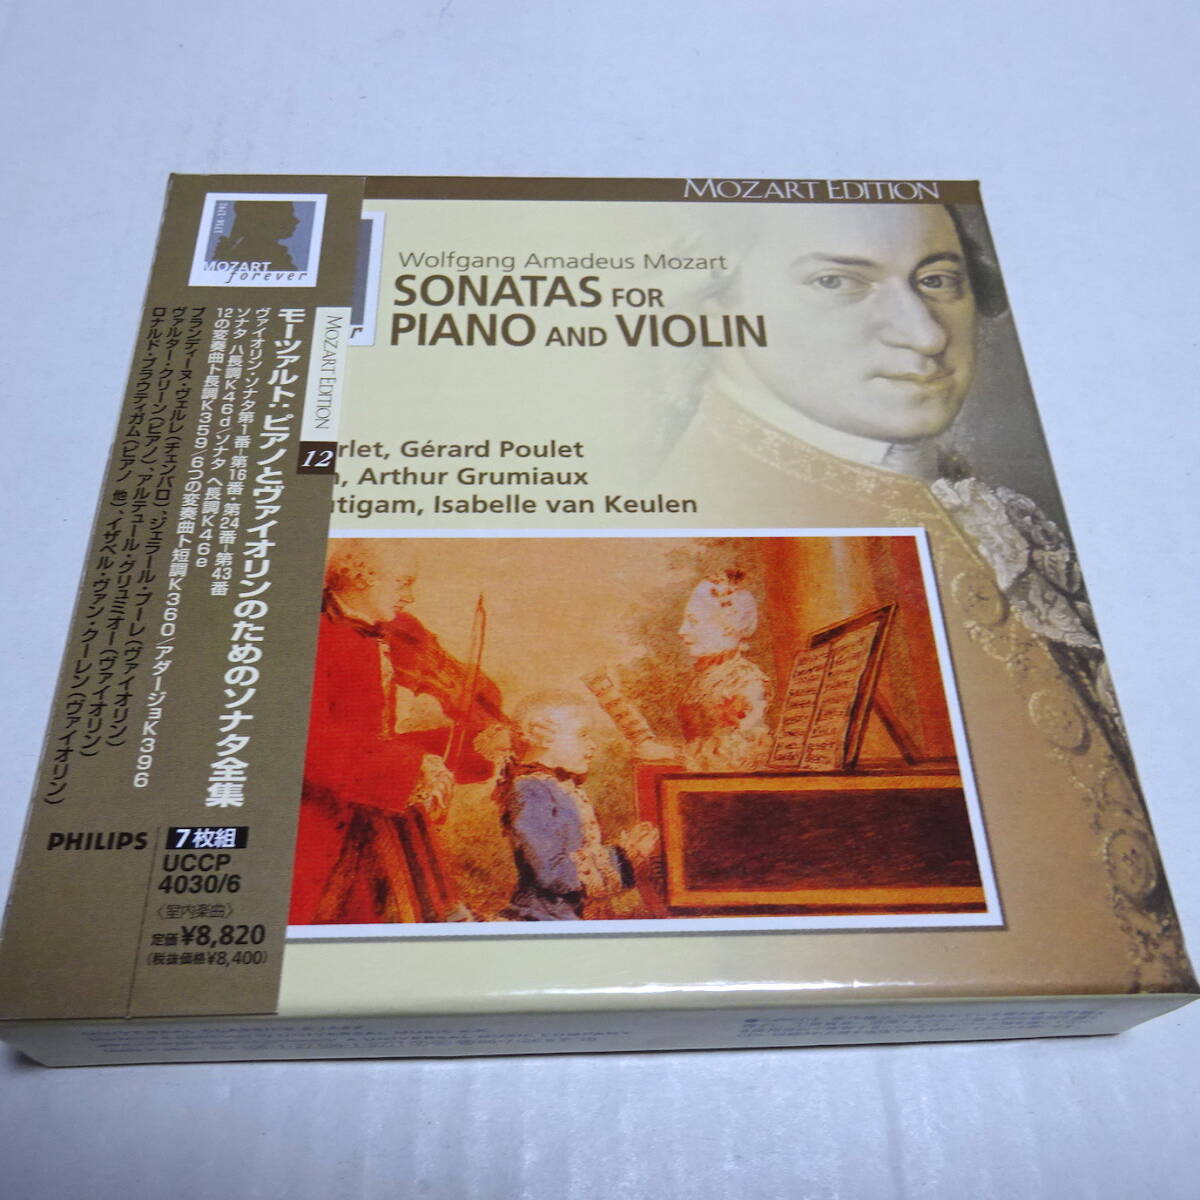 MOZART EDITION
Wolfgang Amadeus Mozart
SONATAS FOR
PIANO AND VIOLIN
rlet, Gérard Poulet
Arthur Grumiaux
utigam, Isabelle van Keulen
1756-1791
MOZART
forever
r
MOZART EDITION
12
モーツァルト:ピアノとヴァイオリンのためのソナタ全集
ヴァイオリン・ソナタ第1番-第16番・第24番-第43番
ソナタ ハ長調K46d/ソナタ ヘ長調K46e
12の変奏曲ト長調K359/6つの変奏曲ト短調K360/アダージョK396
ブランディーヌ・ヴェルレ(チェンバロ)、ジェラール・プーレ(ヴァイオリン)
ヴァルター・クリーン(ピアノ)、アルテュール・グリュミオー(ヴァイオリン)
ロナルド・ブラウティガム(ピアノ 他)、イザベル・ヴァン・クーレン(ヴァイオリン)
PHILIPS
7枚組
UCCP
4030/6
〈室内楽曲〉
定価¥8,820
(税抜価格¥8,400)